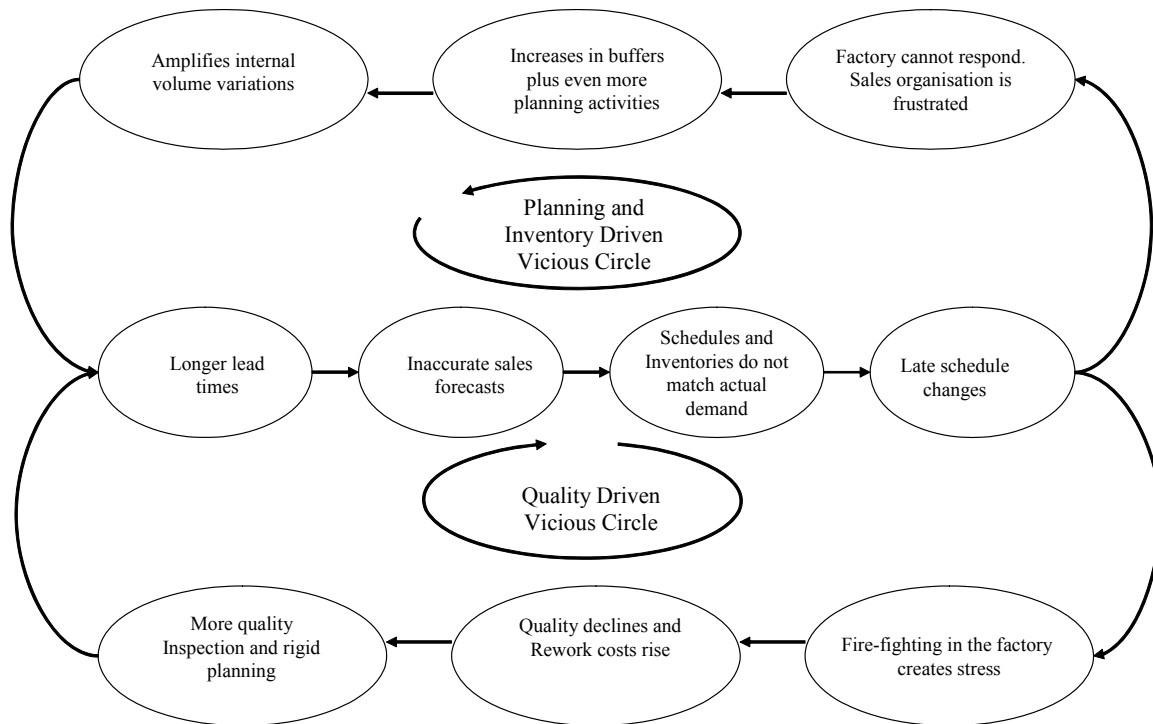 Amplifies internal
volume variations
Increases in buffers
plus even more
planning activities
Factory cannot respond.
Sales organisation is
frustrated
Planning and
Inventory Driven
Vicious Circle
Longer lead
times
Inaccurate sales
forecasts
Schedules and
Inventories do not
match actual
demand
Late schedule
changes
Quality Driven
Vicious Circle
More quality
Inspection and rigid
planning
Quality declines and
Rework costs rise
Fire-fighting in the factory
creates stress